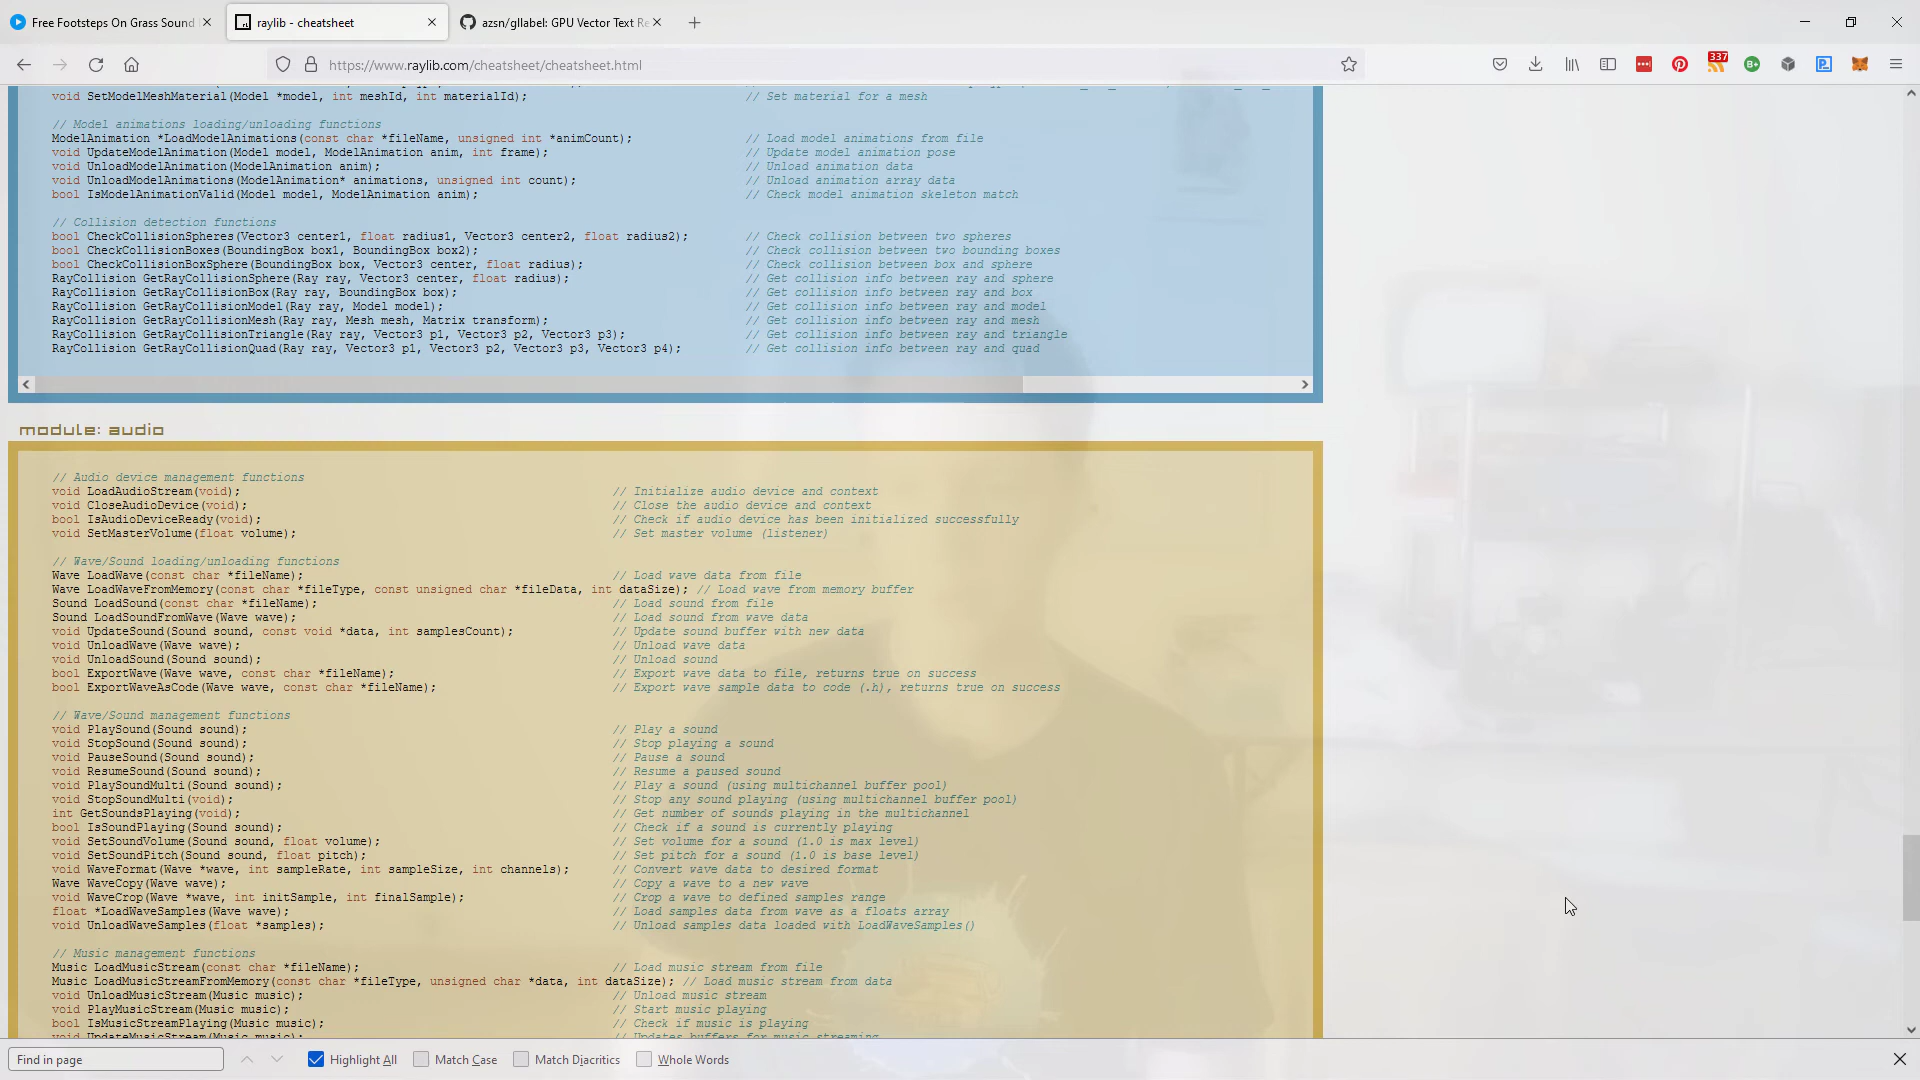 Free Footsteps On Grass Sound
raylib - cheatsheet
azsn/gllabel: GPU Vector Text Re
https://www.raylib.com/cheatsheet/cheatsheet.html
337
void SetModelMeshMaterial(Model *model, int meshId, int materialId); // Set material for a mesh
// Model animations loading/unloading functions
ModelAnimation *LoadModelAnimations(const char *fileName, unsigned int *animCount); // Load model animations from file
void UpdateModelAnimation(Model model, ModelAnimation anim, int frame); // Update model animation pose
void UnloadModelAnimation(ModelAnimation anim); // Unload animation data
void UnloadModelAnimations(ModelAnimation* animations, unsigned int count); // Unload animation array data
bool IsModelAnimationValid(Model model, ModelAnimation anim); // Check model animation skeleton match
// Collision detection functions
bool CheckCollisionSpheres(Vector3 center1, float radius1, Vector3 center2, float radius2); // Check collision between two spheres
bool CheckCollisionBoxes(BoundingBox box1, BoundingBox box2); // Check collision between two bounding boxes
bool CheckCollisionBoxSphere(BoundingBox box, Vector3 center, float radius); // Check collision between box and sphere
RayCollision GetRayCollisionSphere(Ray ray, Vector3 center, float radius); // Get collision info between ray and sphere
RayCollision GetRayCollisionBox(Ray ray, BoundingBox box); // Get collision info between ray and box
RayCollision GetRayCollisionModel(Ray ray, Model model); // Get collision info between ray and model
RayCollision GetRayCollisionMesh(Ray ray, Mesh mesh, Matrix transform); // Get collision info between ray and mesh
RayCollision GetRayCollisionTriangle(Ray ray, Vector3 p1, Vector3 p2, Vector3 p3); // Get collision info between ray and triangle
RayCollision GetRayCollisionQuad(Ray ray, Vector3 p1, Vector3 p2, Vector3 p3, Vector3 p4); // Get collision info between ray and quad
module: audio
// Audio device management functions
void LoadAudioStream(void); // Initialize audio device and context
void CloseAudioDevice(void); // Close the audio device and context
bool IsAudioDeviceReady(void); // Check if audio device has been initialized successfully
void SetMasterVolume(float volume); // Set master volume (listener)
// Wave/Sound loading/unloading functions
Wave LoadWave(const char *fileName); // Load wave data from file
Wave LoadWaveFromMemory(const char *fileType, const unsigned char *fileData, int dataSize); // Load wave from memory buffer
Sound LoadSound(const char *fileName); // Load sound from file
Sound LoadSoundFromWave(Wave wave); // Load sound from wave data
void UpdateSound(Sound sound, const void *data, int samplesCount); // Update sound buffer with new data
void UnloadWave(Wave wave); // Unload wave data
void UnloadSound(Sound sound); // Unload sound
bool ExportWave(Wave wave, const char *fileName); // Export wave data to file, returns true on success
bool ExportWaveAsCode(Wave wave, const char *fileName); // Export wave sample data to code (.h), returns true on success
// Wave/Sound management functions
void PlaySound(Sound sound); // Play a sound
void StopSound(Sound sound); // Stop playing a sound
void PauseSound(Sound sound); // Pause a sound
void ResumeSound(Sound sound); // Resume a paused sound
void PlaySoundMulti(Sound sound); // Play a sound (using multichannel buffer pool)
void StopSoundMulti(void); // Stop any sound playing (using multichannel buffer pool)
int GetSoundsPlaying(void); // Get number of sounds playing in the multichannel
bool IsSoundPlaying(Sound sound); // Check if a sound is currently playing
void SetSoundVolume(Sound sound, float volume); // Set volume for a sound (1.0 is max level)
void SetSoundPitch(Sound sound, float pitch); // Set pitch for a sound (1.0 is base level)
void WaveFormat(Wave *wave, int sampleRate, int sampleSize, int channels); // Convert wave data to desired format
Wave WaveCopy(Wave wave); // Copy a wave to a new wave
void WaveCrop(Wave *wave, int initSample, int finalSample); // Crop a wave to defined samples range
float *LoadWaveSamples(Wave wave); // Load samples data from wave as a floats array
void UnloadWaveSamples(float *samples); // Unload samples data loaded with LoadWaveSamples()
// Music management functions
Music LoadMusicStream(const char *fileName); // Load music stream from file
Music LoadMusicStreamFromMemory(const char *fileType, unsigned char *data, int dataSize); // Load music stream from data
void UnloadMusicStream(Music music); // Unload music stream
void PlayMusicStream(Music music); // Start music playing
bool IsMusicStreamPlaying(Music music); // Check if music is playing
void UpdateMusicStream(Music music); // Updates buffers for music streaming
Find in page
Highlight All
Match Case
Match Diacritics
Whole Words